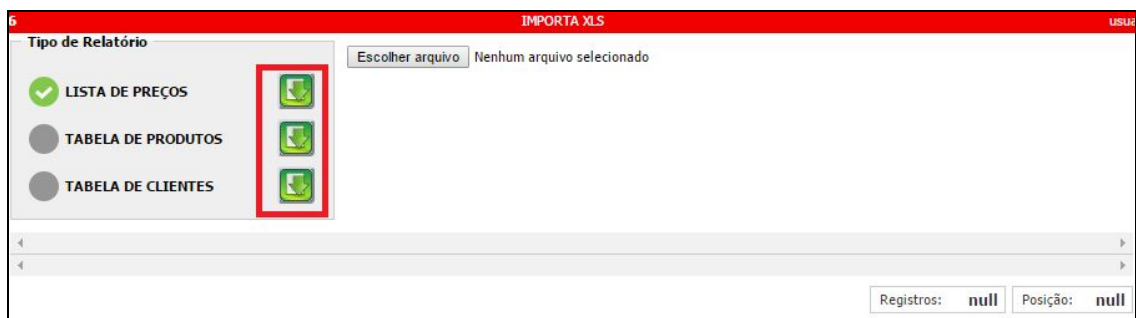 6 IMPORTA XLS usua
Tipo de Relatório
Escolher arquivo Nenhum arquivo selecionado
LISTA DE PREÇOS
TABELA DE PRODUTOS
TABELA DE CLIENTES
Registros: null Posição: null